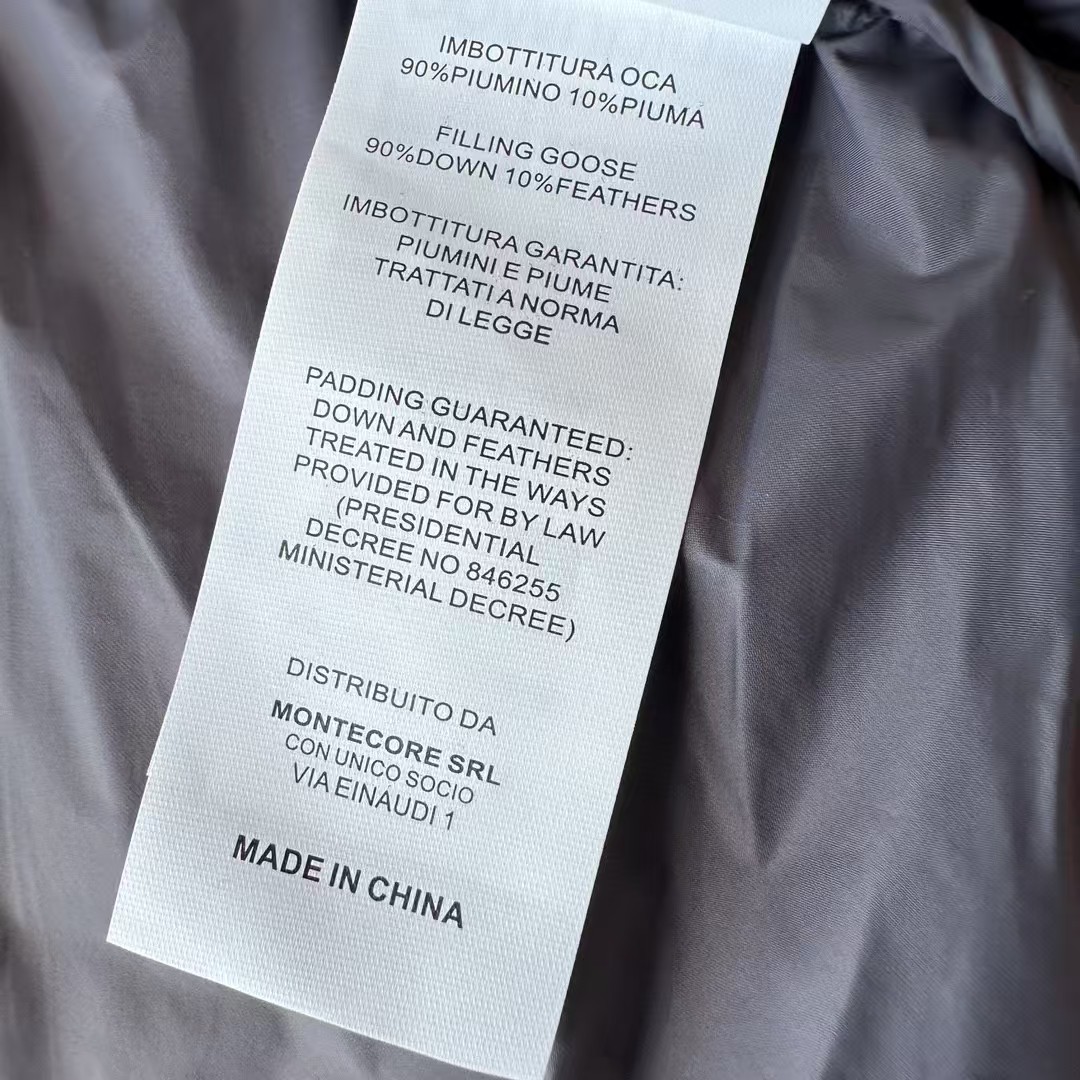 IMBOTTITURA OCA
90%PIUMINO 10%PIUMA
FILLING GOOSE
90%DOWN 10%FEATHERS
IMBOTTITURA GARANTITA:
PIUMINI E PIUME
TRATTATI A NORMA
DI LEGGE
PADDING GUARANTEED:
DOWN AND FEATHERS
TREATED IN THE WAYS
PROVIDED FOR BY LAW
(PRESIDENTIAL
DECREE NO 846255
MINISTERIAL DECREE)
DISTRIBUITO DA
MONTECORE SRL
CON UNICO SOCIO
VIA EINAUDI 1
MADE IN CHINA